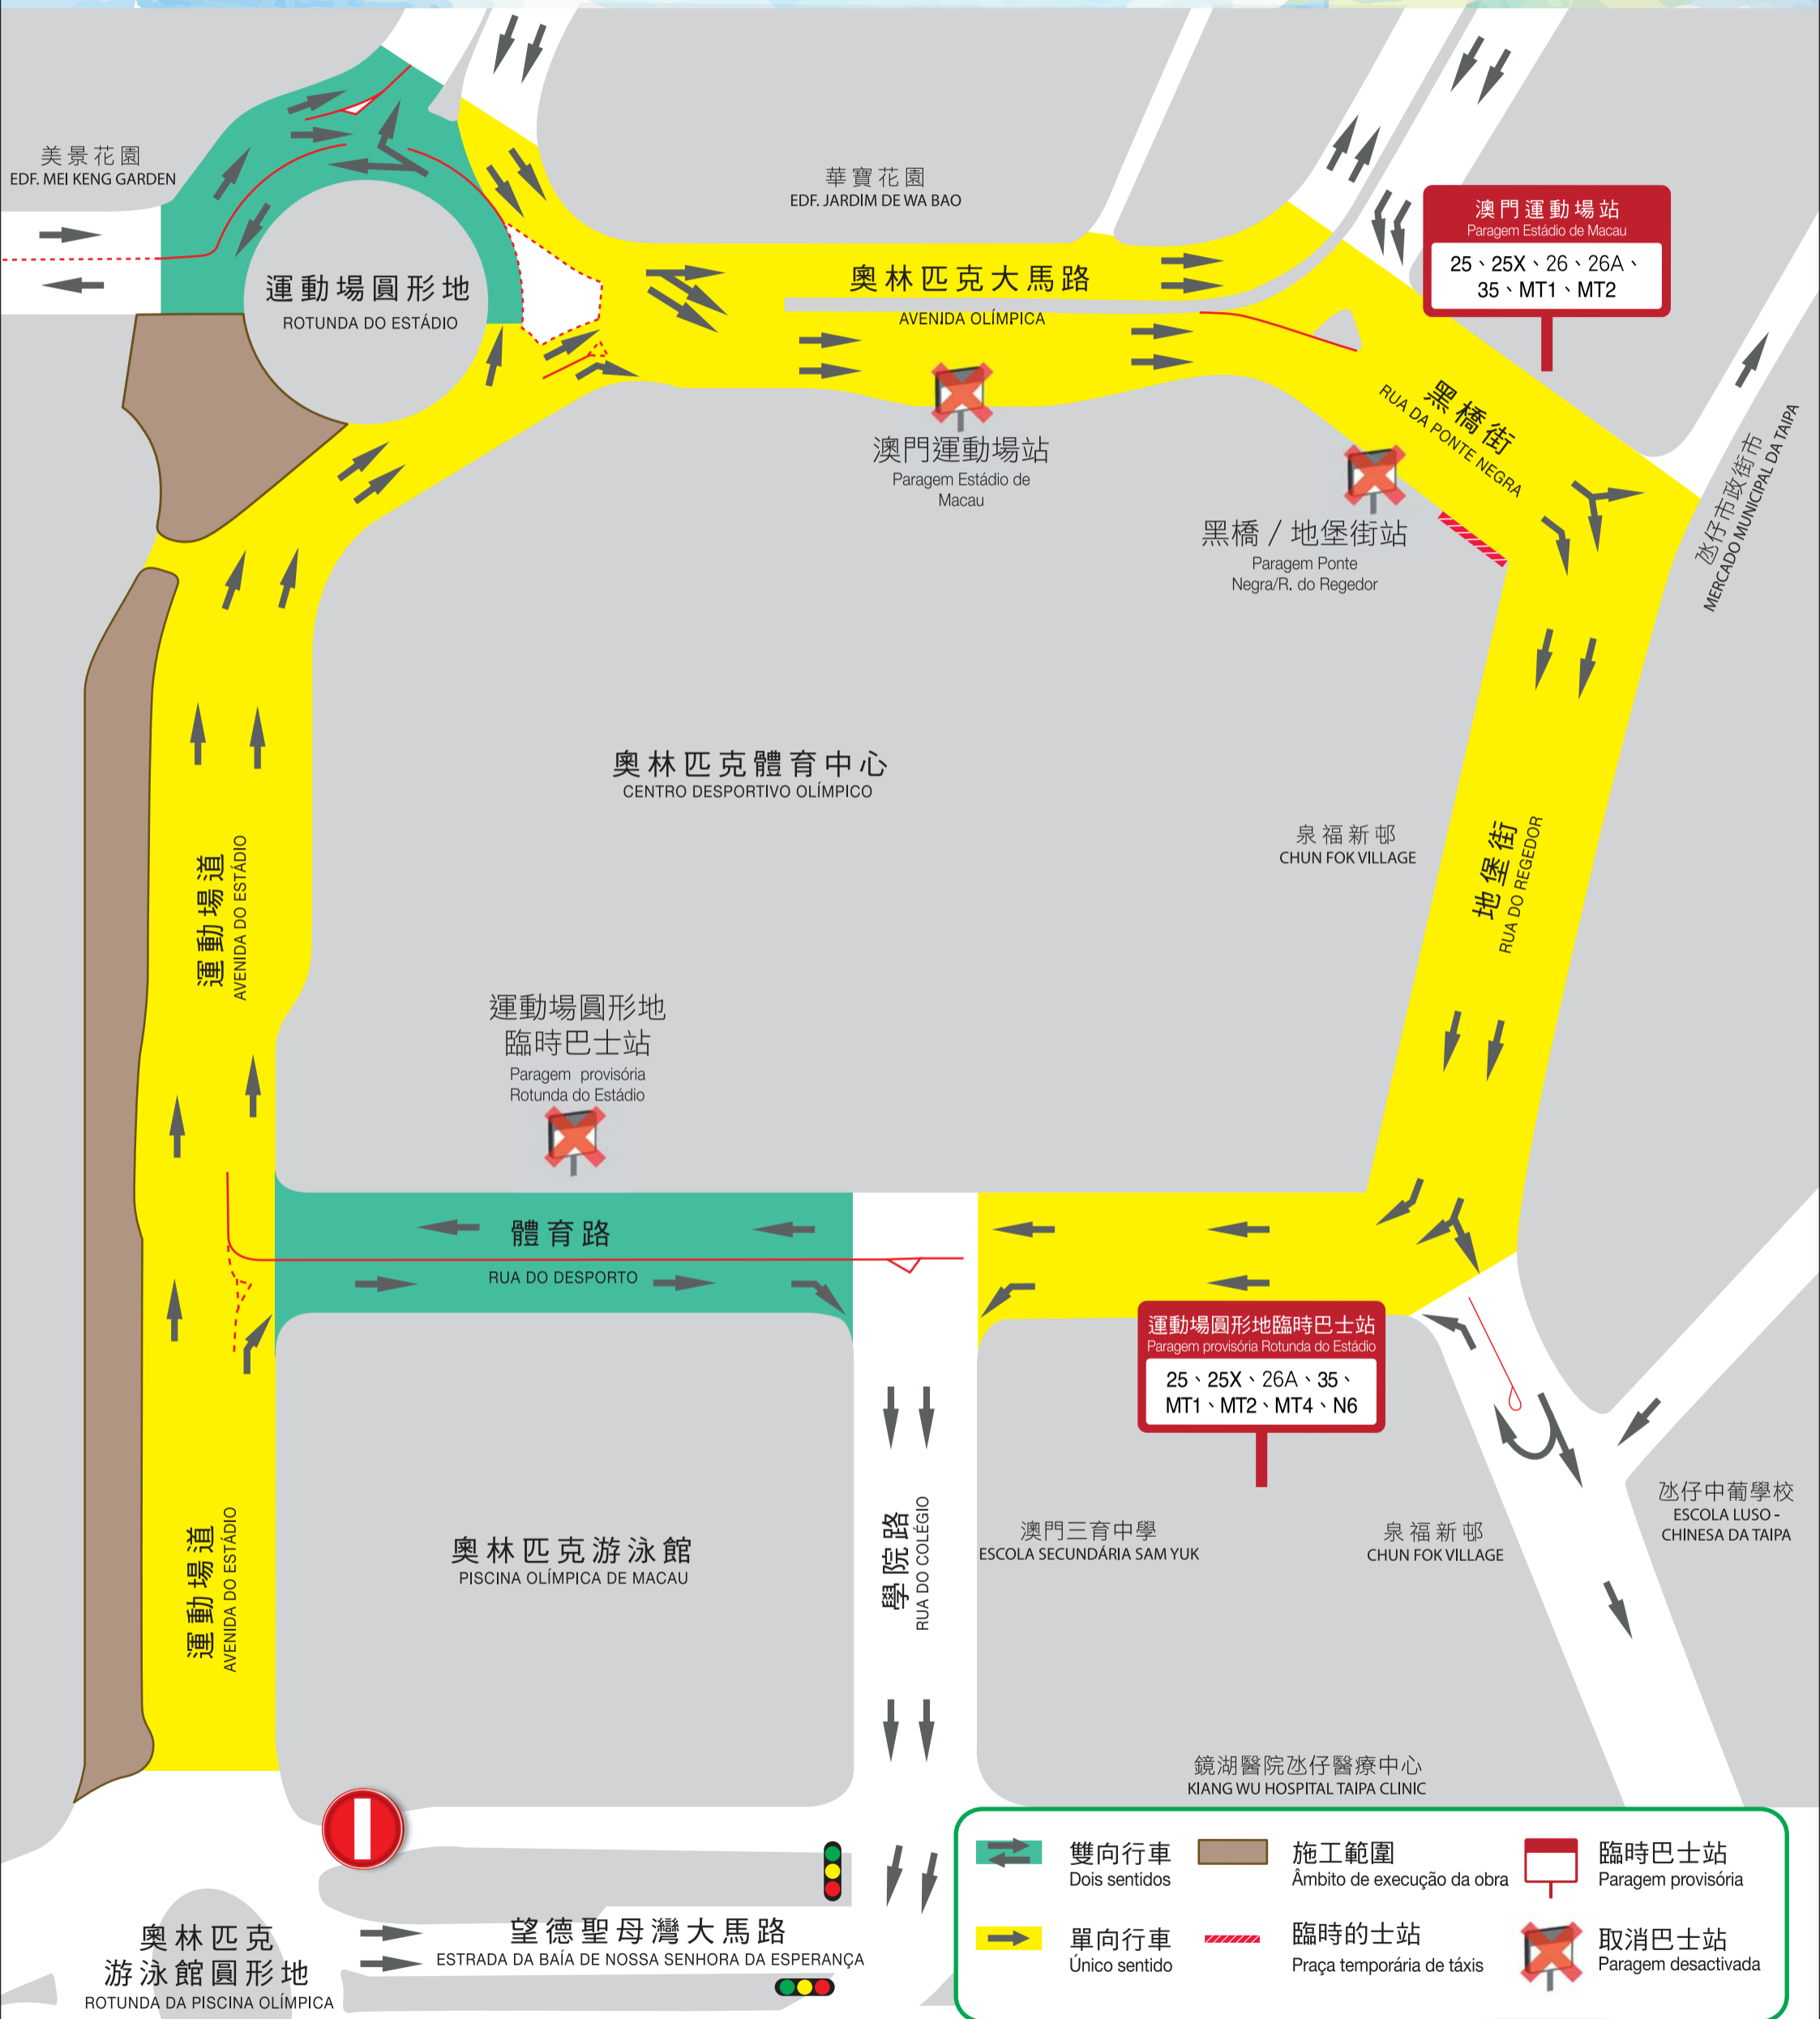 美景花園
EDF. MEI KENG GARDEN
華寶花園
EDF. JARDIM DE WA BAO
澳門運動場站
Paragem Estádio de Macau
25、25X、26、26A、
35、MT1、MT2
運動場圓形地
ROTUNDA DO ESTÁDIO
奧林匹克大馬路
AVENIDA OLÍMPICA
黑橋街
RUA DA PONTE NEGRA
氹仔市政街市
MERCADO MUNICIPAL DA TAIPA
澳門運動場站
Paragem Estádio de
Macau
黑橋 / 地堡街站
Paragem Ponte
Negra/R. do Regedor
奧林匹克體育中心
CENTRO DESPORTIVO OLÍMPICO
泉福新邨
CHUN FOK VILLAGE
地堡街
RUA DO REGEDOR
運動場道
AVENIDA DO ESTÁDIO
運動場圓形地
臨時巴士站
Paragem provisória
Rotunda do Estádio
體育路
RUA DO DESPORTO
運動場圓形地臨時巴士站
Paragem provisória Rotunda do Estádio
25、25X、26A、35、
MT1、MT2、MT4、N6
運動場道
AVENIDA DO ESTÁDIO
奧林匹克游泳館
PISCINA OLÍMPICA DE MACAU
學院路
RUA DO COLÉGIO
澳門三育中學
ESCOLA SECUNDÁRIA SAM YUK
泉福新邨
CHUN FOK VILLAGE
氹仔中葡學校
ESCOLA LUSO -
CHINESA DA TAIPA
鏡湖醫院氹仔醫療中心
KIANG WU HOSPITAL TAIPA CLINIC
奧林匹克
游泳館圓形地
ROTUNDA DA PISCINA OLÍMPICA
望德聖母灣大馬路
ESTRADA DA BAÍA DE NOSSA SENHORA DA ESPERANÇA
雙向行車
Dois sentidos
施工範圍
Âmbito de execução da obra
臨時巴士站
Paragem provisória
單向行車
Único sentido
臨時的士站
Praça temporária de táxis
取消巴士站
Paragem desactivada